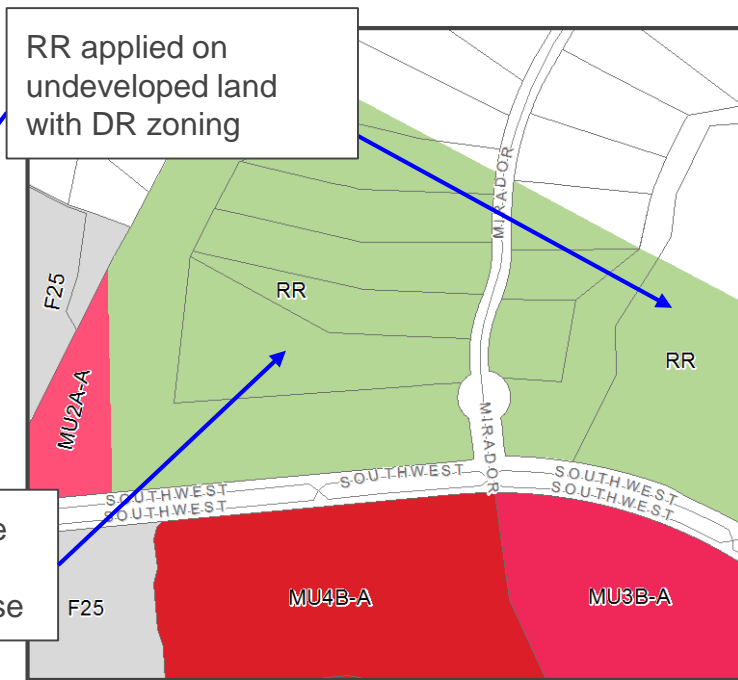 RR applied on
undeveloped land
with DR zoning
MIRADOR
F25
RR
RR
MU2A-A
MIRADOR
SOUTHWEST
SOUTHWEST
SOUTHWEST
SOUTHWEST
SOUTHWEST
F25
MU4B-A
MU3B-A